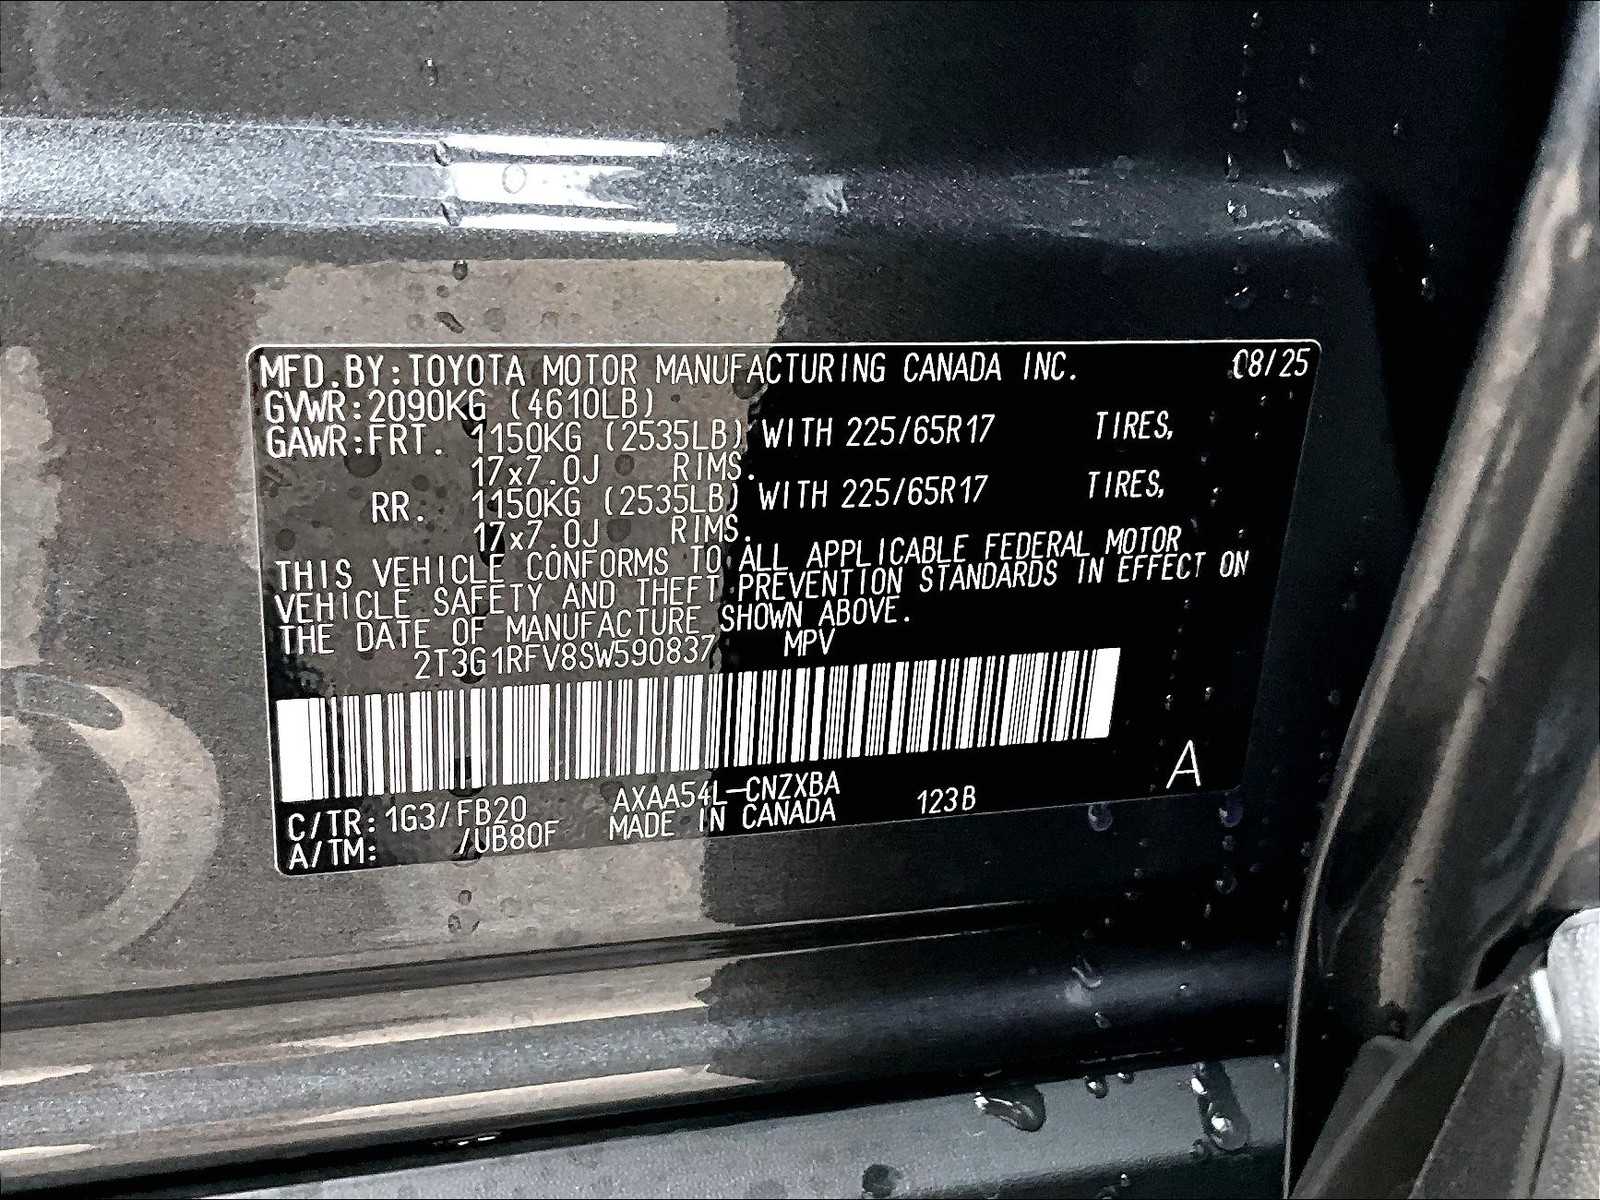 MFD.BY:TOYOTA MOTOR MANUFACTURING CANADA INC. 08/25
GVWR:2090KG (4610LB)
GAWR:FRT. 1150KG (2535LB) WITH 225/65R17 TIRES,
17x7.0J RIMS.
RR. 1150KG (2535LB) WITH 225/65R17 TIRES,
17x7.0J RIMS.
THIS VEHICLE CONFORMS TO ALL APPLICABLE FEDERAL MOTOR
VEHICLE SAFETY AND THEFT PREVENTION STANDARDS IN EFFECT ON
THE DATE OF MANUFACTURE SHOWN ABOVE.
2T3G1RFV8SW590837 MPV
C/TR:1G3/FB20 AXAA54L-CNZXBA 123B A
A/TM: /UB80F MADE IN CANADA